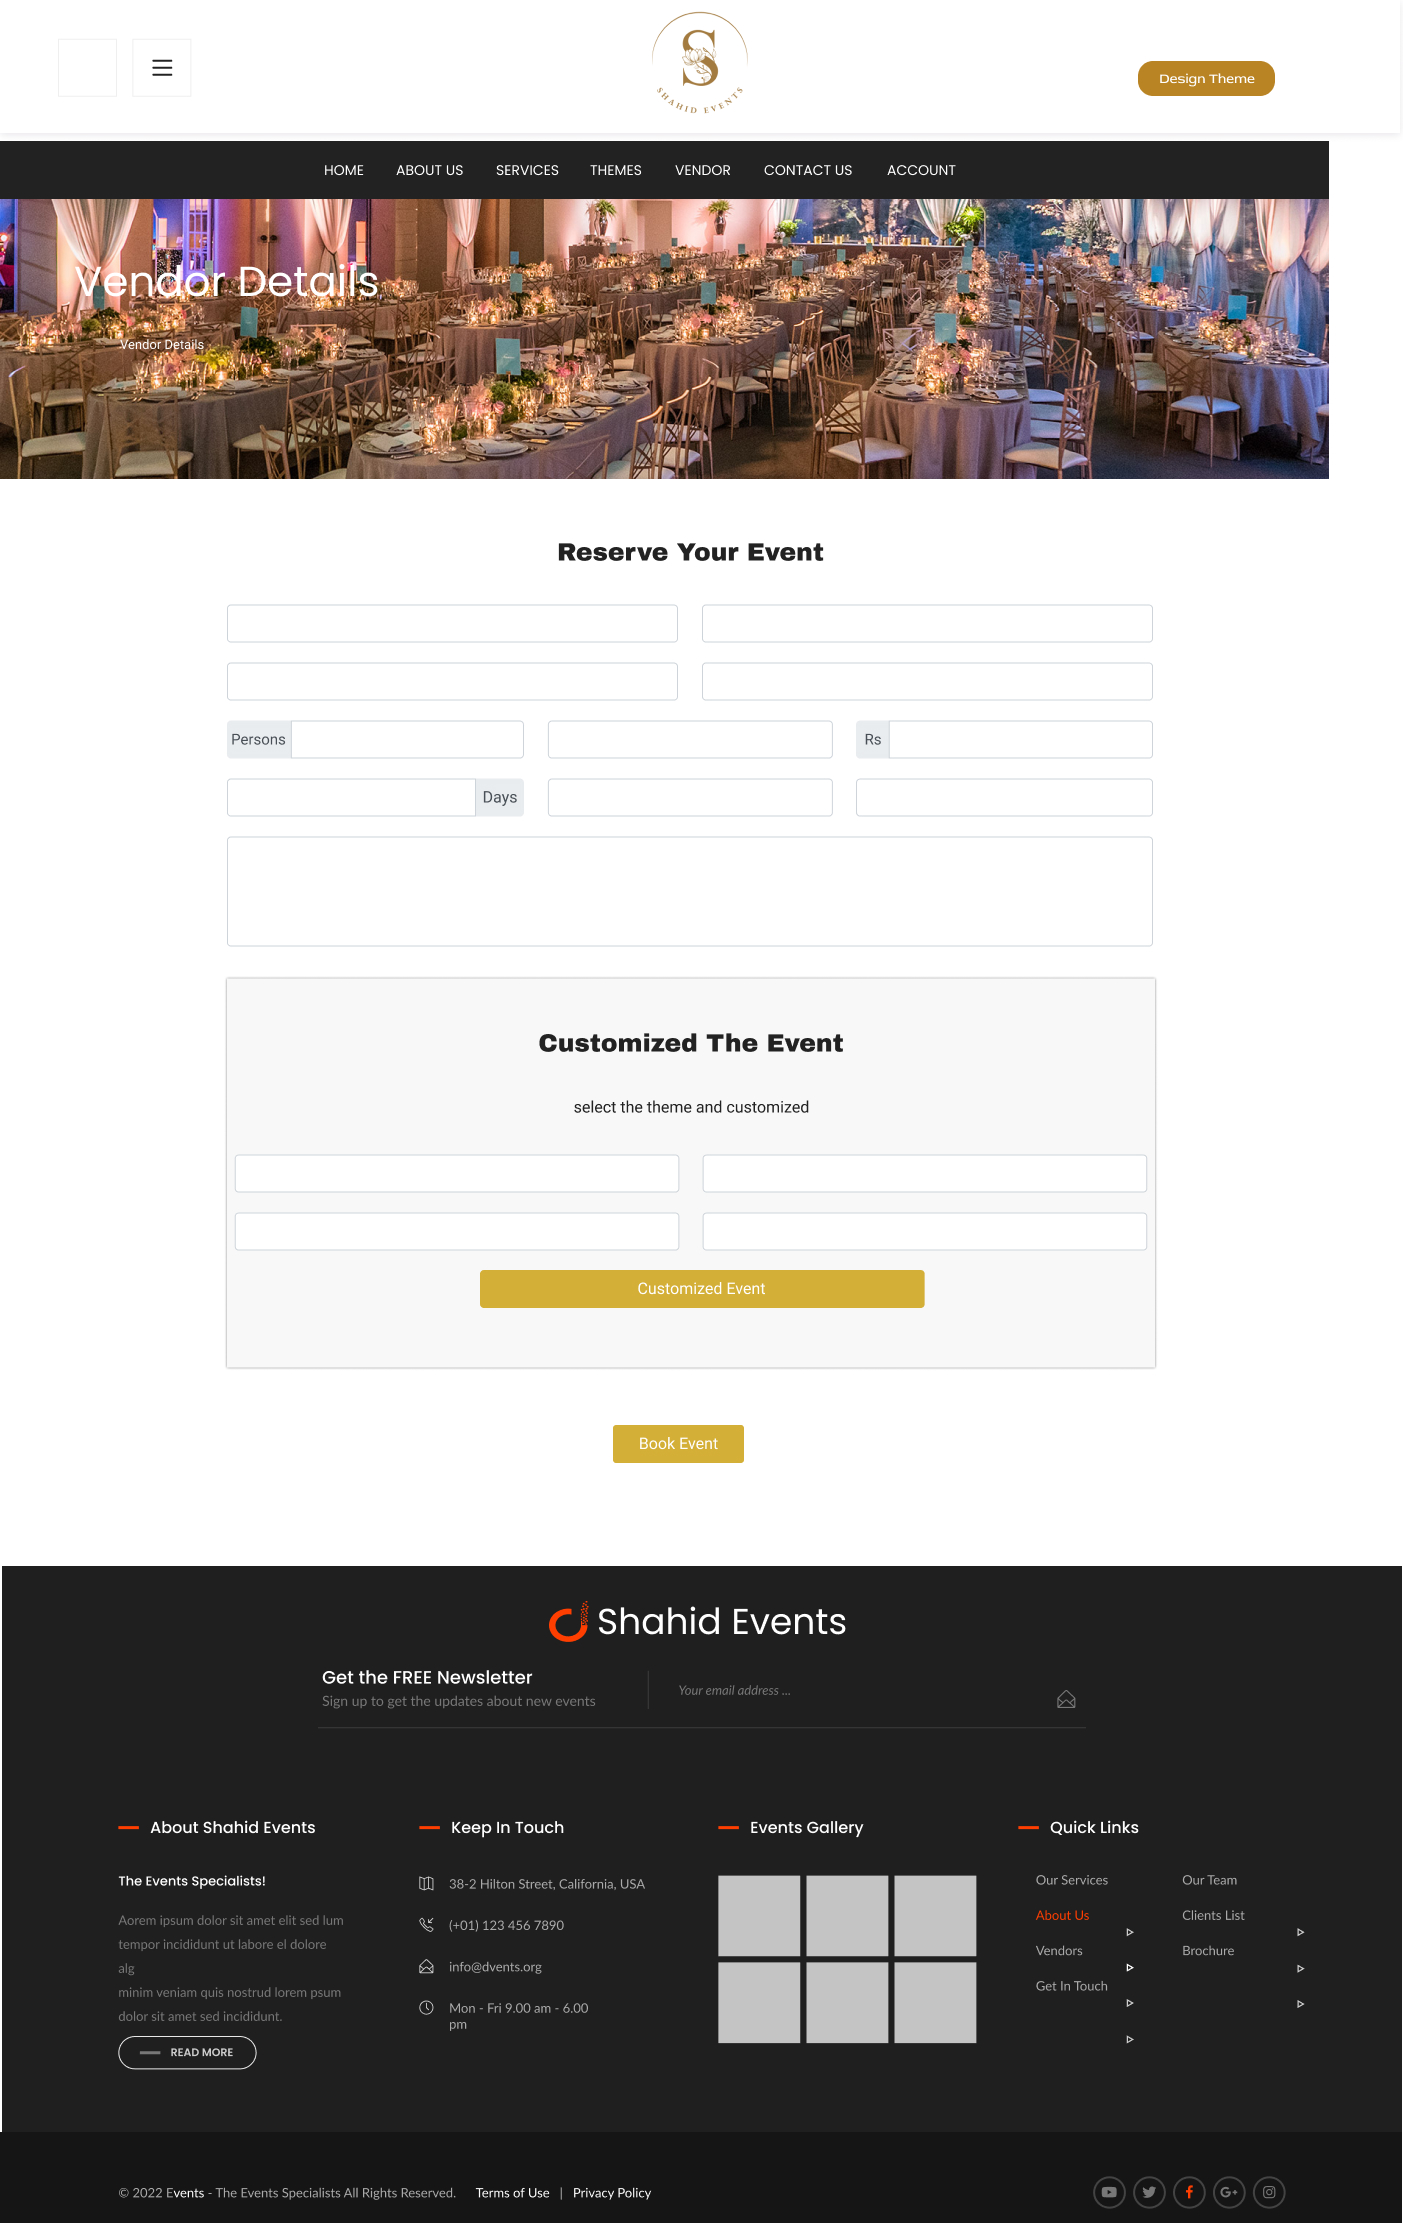 S
SHAHID EVENTS
Design Theme
HOME ABOUT US SERVICES THEMES VENDOR CONTACT US ACCOUNT
Vendor Details
Vendor Details
Reserve Your Event
Persons
Rs
Days
Customized The Event
select the theme and customized
Customized Event
Book Event
Shahid Events
Get the FREE Newsletter
Sign up to get the updates about new events
Your email address ...
About Shahid Events
The Events Specialists!
Aorem ipsum dolor sit amet elit sed lum
tempor incididunt ut labore el dolore
alg
minim veniam quis nostrud lorem psum
dolor sit amet sed incididunt.
READ MORE
Keep In Touch
38-2 Hilton Street, California, USA
(+01) 123 456 7890
info@dvents.org
Mon - Fri 9.00 am - 6.00
pm
Events Gallery
Quick Links
Our Services
About Us
Vendors
Get In Touch
Our Team
Clients List
Brochure
© 2022 Events - The Events Specialists All Rights Reserved. Terms of Use | Privacy Policy